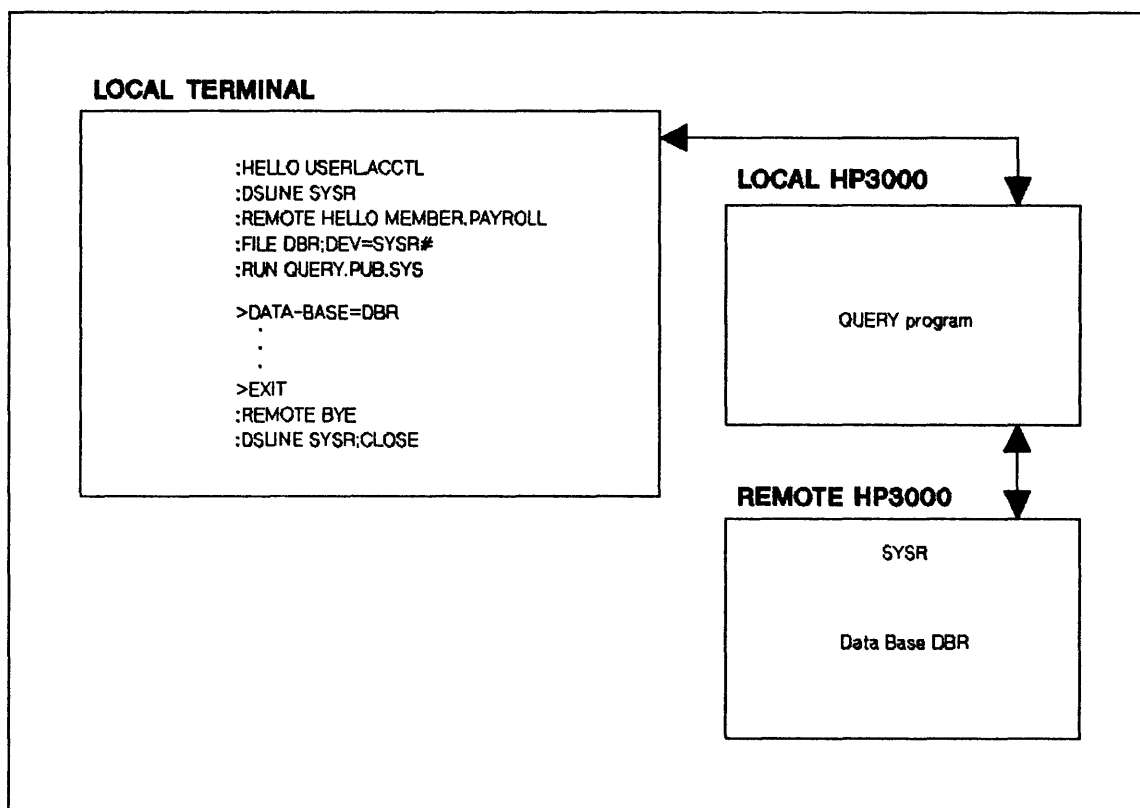 LOCAL TERMINAL
:HELLO USERL.ACCTL
:DSLINE SYSR
:REMOTE HELLO MEMBER.PAYROLL
:FILE DBR;DEV=SYSR#
:RUN QUERY.PUB.SYS
>DATA-BASE=DBR
.
.
.
>EXIT
:REMOTE BYE
:DSLINE SYSR;CLOSE
LOCAL HP3000
QUERY program
REMOTE HP3000
SYSR
Data Base DBR